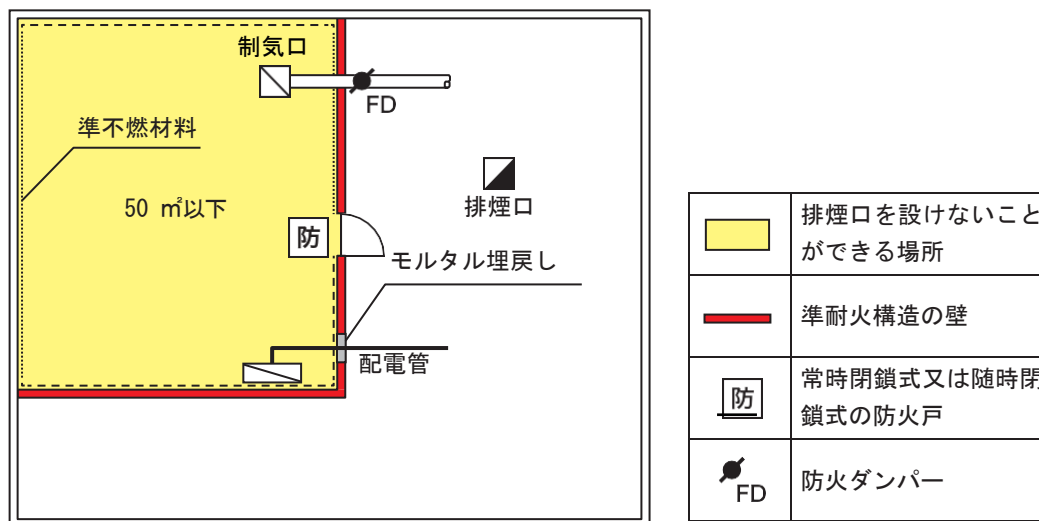 制気口
FD
準不燃材料
50 ㎡以下
排煙口
防
モルタル埋戻し
配電管
排煙口を設けないこと
ができる場所
準耐火構造の壁
防
常時閉鎖式又は随時閉
鎖式の防火戸
FD
防火ダンパー